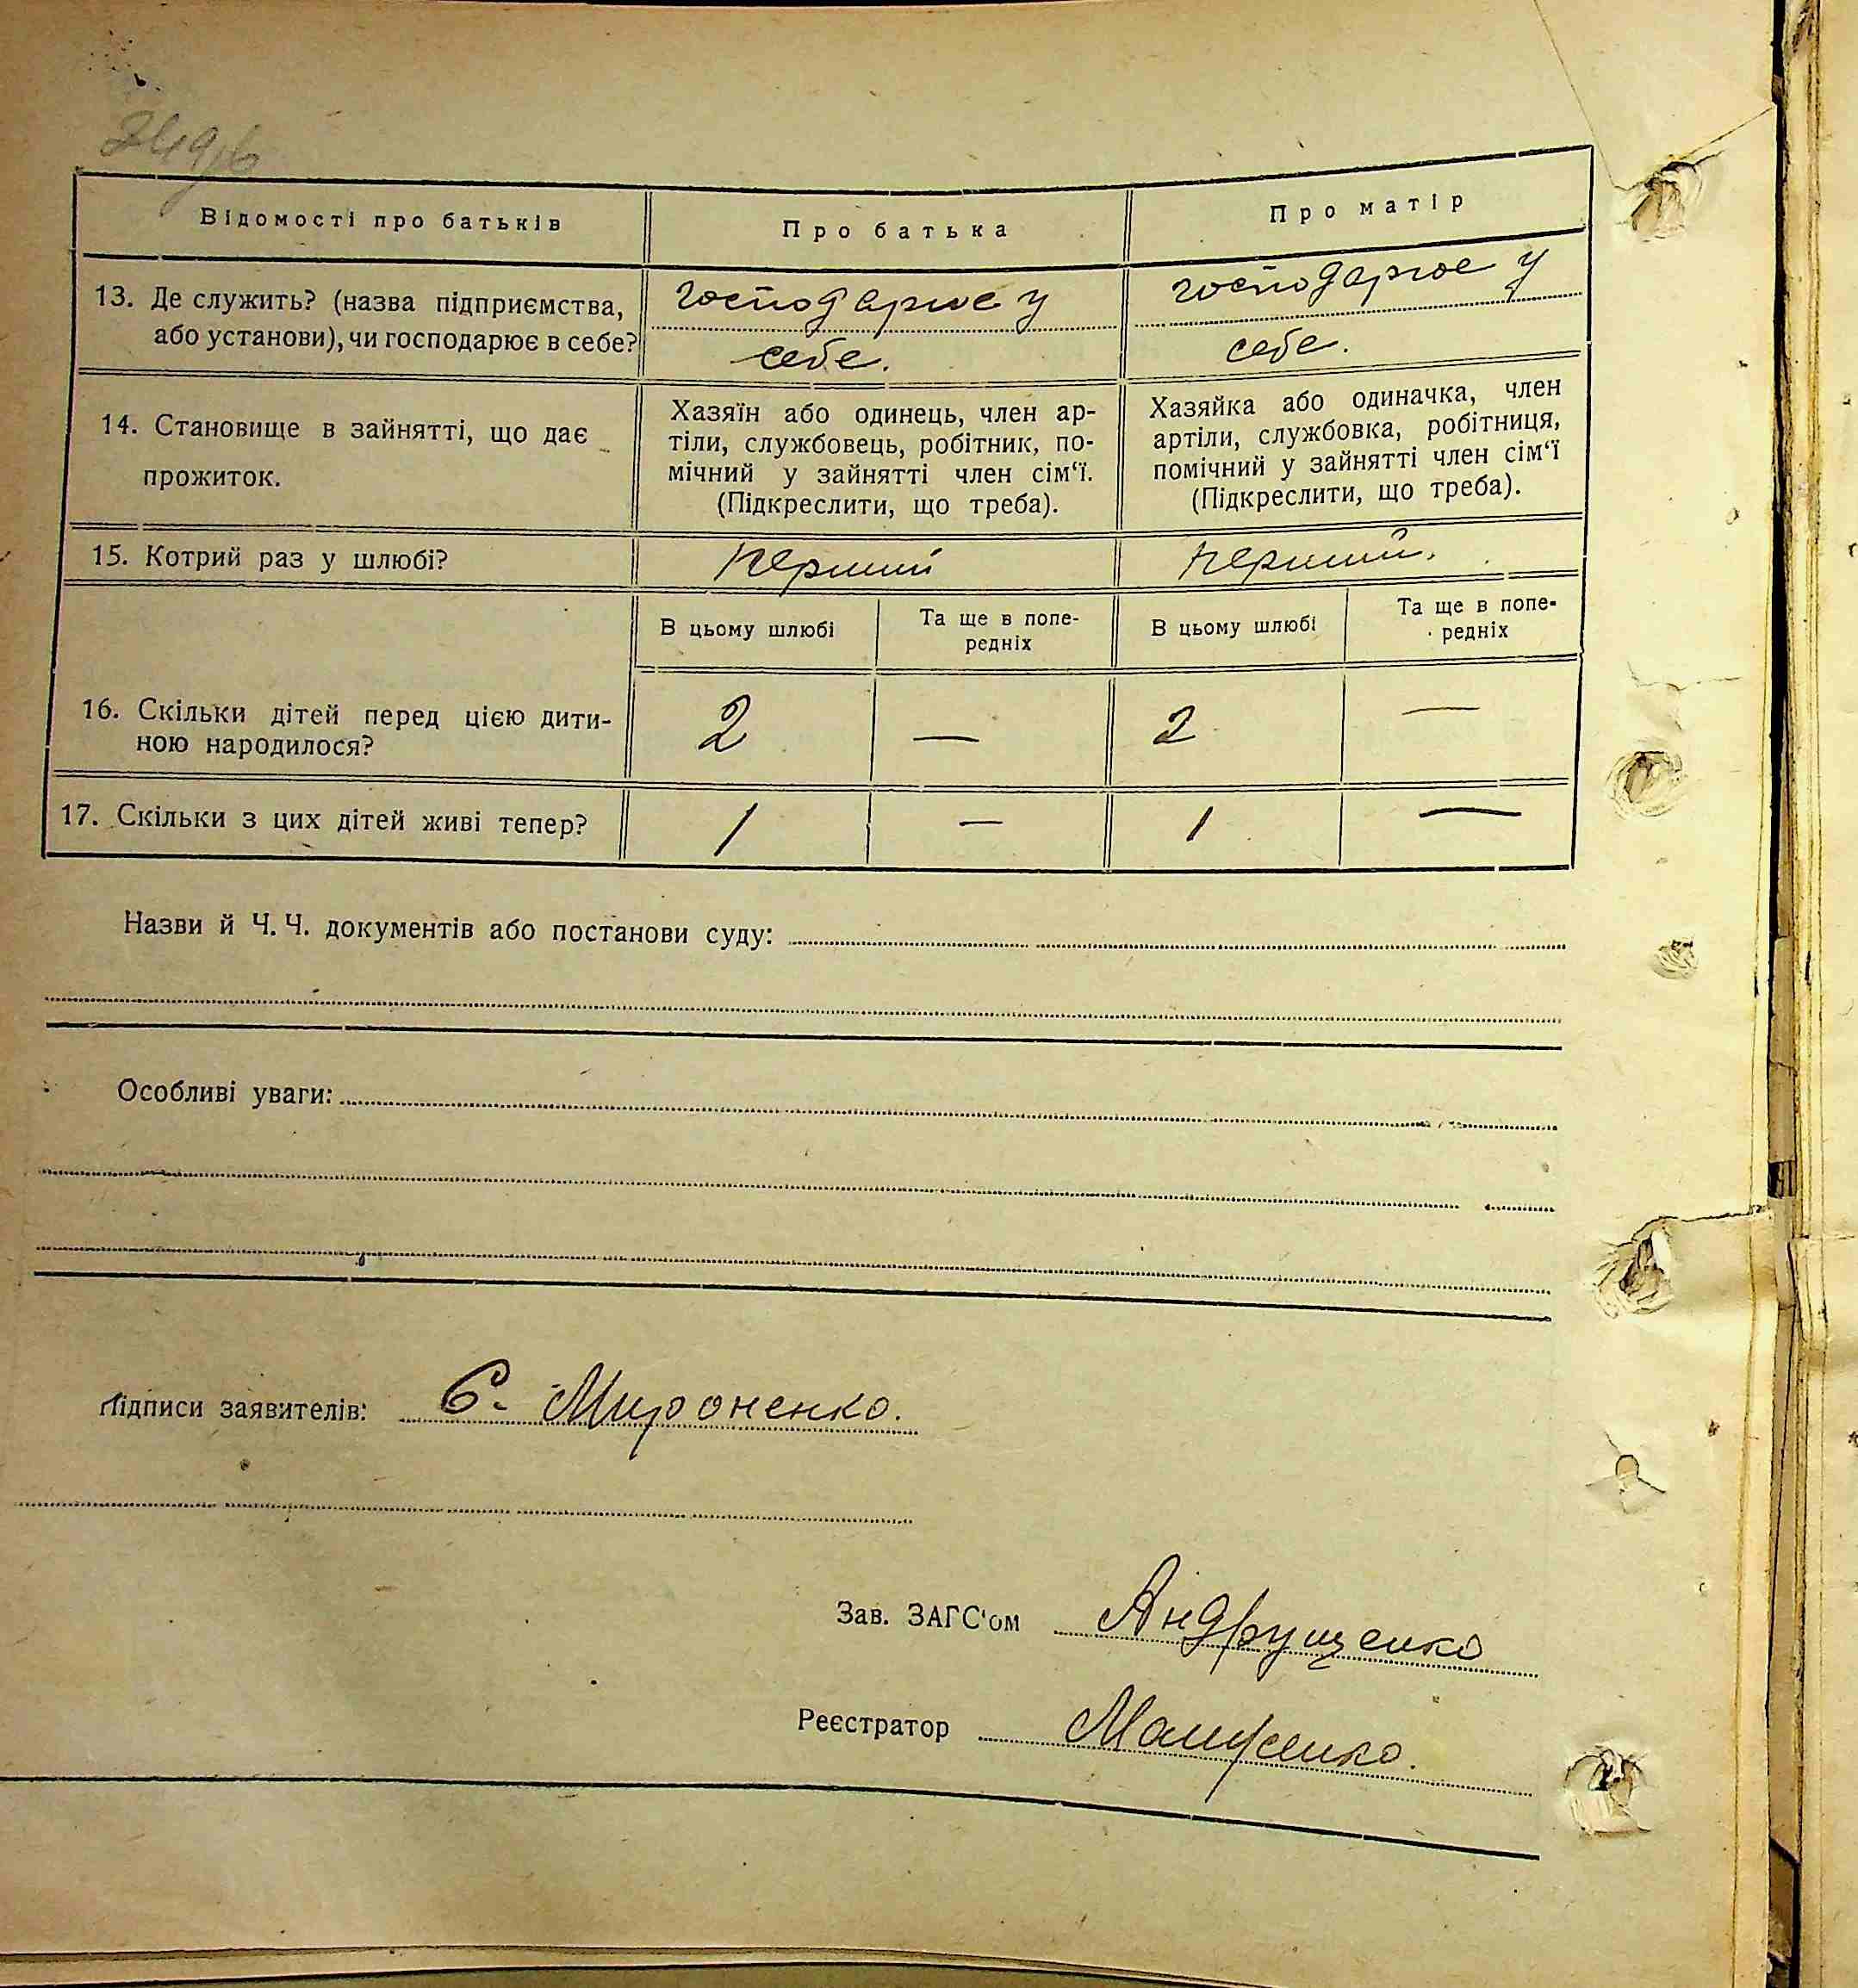 Відомості про батьків Про батька Про матір
13. Де служить? (назва підприємства, або установи), чи господарює в себе?
господарює у
себе.
господарює у
себе.
14. Становище в зайнятті, що дає
прожиток.
Хазяїн або одинець, член ар-
тіли, службовець, робітник, по-
мічний у зайнятті член сім‘ї.
(Підкреслити, що треба).
Хазяйка або одиначка, член
артіли, службовка, робітниця,
помічний у зайнятті член сім‘ї
(Підкреслити, що треба).
15. Котрий раз у шлюбі? перший перший.
В цьому шлюбі
Та ще в попе-
редніх
В цьому шлюбі
Та ще в попе-
редніх
16. Скільки дітей перед цією дити-
ною народилося?
2 — 2 —
17. Скільки з цих дітей живі тепер? 1 — 1 —
Назви й Ч. Ч. документів або постанови суду:
Особливі уваги:
Підписи заявителів: Є. Мироненко.
Зав. ЗАГС‘ом Андрущенко
Реєстратор